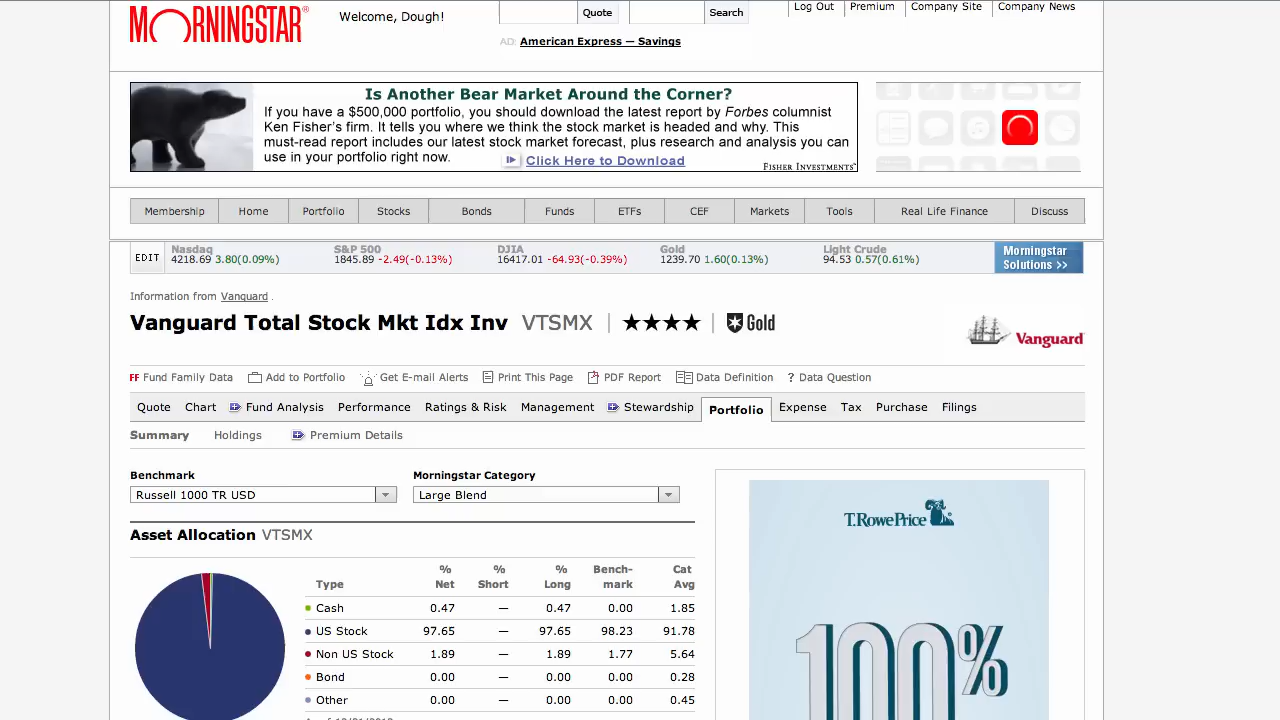 MORNINGSTAR®
Welcome, Dough!
Quote
Search
Log Out
Premium
Company Site
Company News
AD: American Express — Savings
Is Another Bear Market Around the Corner?
If you have a $500,000 portfolio, you should download the latest report by Forbes columnist
Ken Fisher's firm. It tells you where we think the stock market is headed and why. This
must-read report includes our latest stock market forecast, plus research and analysis you can
use in your portfolio right now.
Click Here to Download
FISHER INVESTMENTS™
Membership Home Portfolio Stocks Bonds Funds ETFs CEF Markets Tools Real Life Finance Discuss
EDIT
Nasdaq S&P 500 DJIA Gold Light Crude
4218.69 3.80(0.09%) 1845.89 -2.49(-0.13%) 16417.01 -64.93(-0.39%) 1239.70 1.60(0.13%) 94.53 0.57(0.61%)
Morningstar
Solutions >>
Information from Vanguard .
Vanguard Total Stock Mkt Idx Inv VTSMX | ★★★★ | Gold
Vanguard
FF Fund Family Data Add to Portfolio Get E-mail Alerts Print This Page PDF Report Data Definition ? Data Question
Quote Chart Fund Analysis Performance Ratings & Risk Management Stewardship Portfolio Expense Tax Purchase Filings
Summary Holdings Premium Details
Benchmark Morningstar Category
Russell 1000 TR USD Large Blend
Asset Allocation VTSMX
% % % Bench- Cat
Type Net Short Long mark Avg
Cash 0.47 — 0.47 0.00 1.85
US Stock 97.65 — 97.65 98.23 91.78
Non US Stock 1.89 — 1.89 1.77 5.64
Bond 0.00 — 0.00 0.00 0.28
Other 0.00 — 0.00 0.00 0.45
T.RowePrice
100%